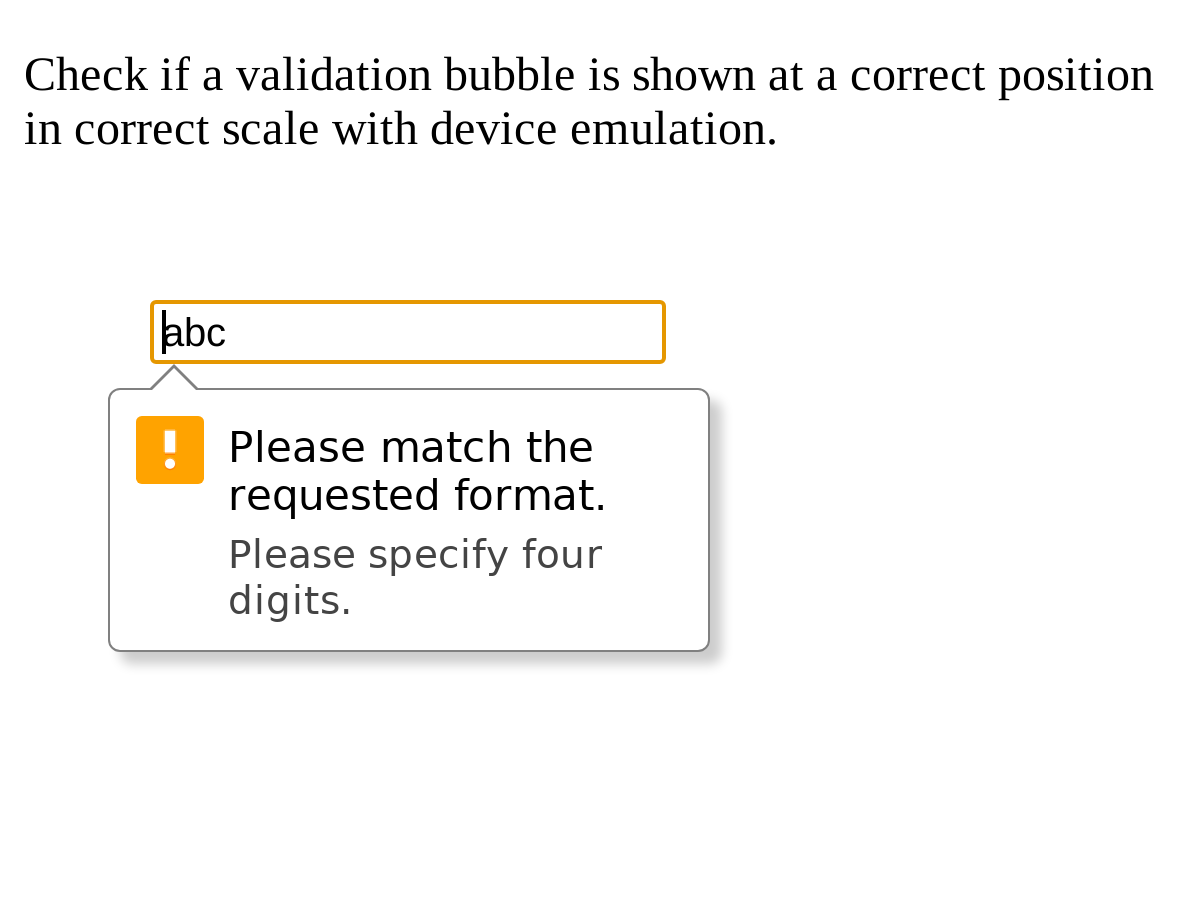 Check if a validation bubble is shown at a correct position
in correct scale with device emulation.
abc
Please match the
requested format.
Please specify four
digits.